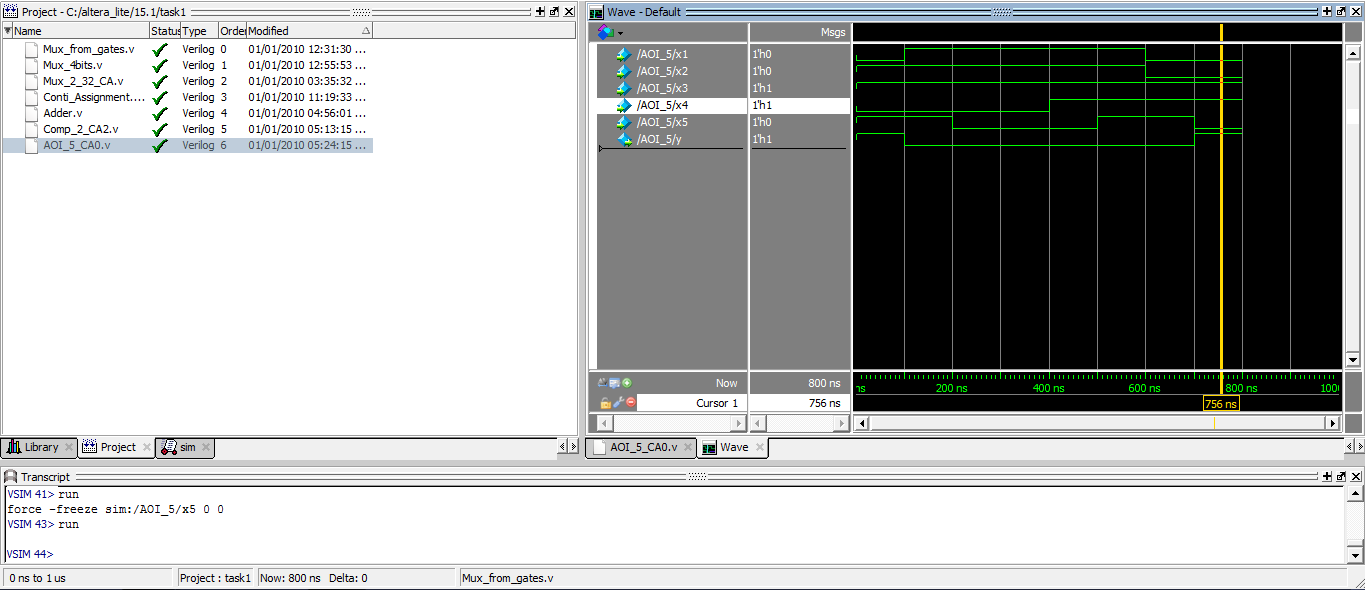 Project - C:/altera_lite/15.1/task1
Name Status Type Order Modified
Mux_from_gates.v Verilog 0 01/01/2010 12:31:30 ...
Mux_4bits.v Verilog 1 01/01/2010 12:55:53 ...
Mux_2_32_CA.v Verilog 2 01/01/2010 03:35:32 ...
Conti_Assignment.... Verilog 3 01/01/2010 11:19:33 ...
Adder.v Verilog 4 01/01/2010 04:56:01 ...
Comp_2_CA2.v Verilog 5 01/01/2010 05:13:15 ...
AOI_5_CA0.v Verilog 6 01/01/2010 05:24:15 ...
Library Project sim
Wave - Default
Msgs
/AOI_5/x1 1'h0
/AOI_5/x2 1'h0
/AOI_5/x3 1'h1
/AOI_5/x4 1'h1
/AOI_5/x5 1'h0
/AOI_5/y 1'h1
Now 800 ns ns 200 ns 400 ns 600 ns 800 ns 100
Cursor 1 756 ns 756 ns
AOI_5_CA0.v Wave
Transcript
VSIM 41> run
force -freeze sim:/AOI_5/x5 0 0
VSIM 43> run
VSIM 44>
0 ns to 1 us Project : task1 Now: 800 ns Delta: 0 Mux_from_gates.v